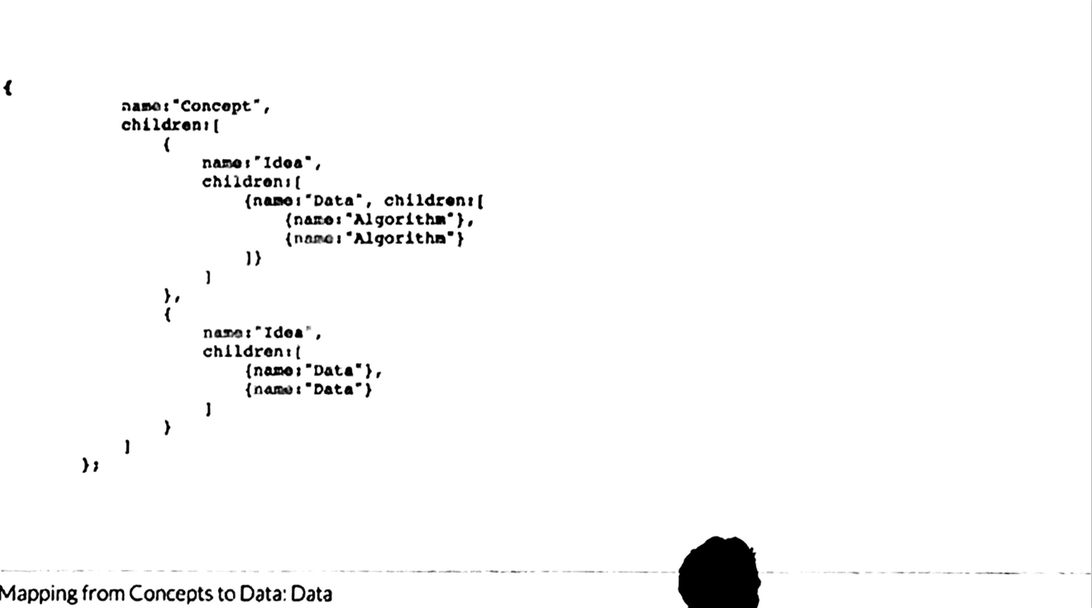 {
name:"Concept",
children:[
{
name:"Idea",
children:[
{name:"Data", children:[
{name:"Algorithm"},
{name:"Algorithm"}
]}
]
},
{
name:"Idea",
children:[
{name:"Data"},
{name:"Data"}
]
}
]
};
Mapping from Concepts to Data: Data